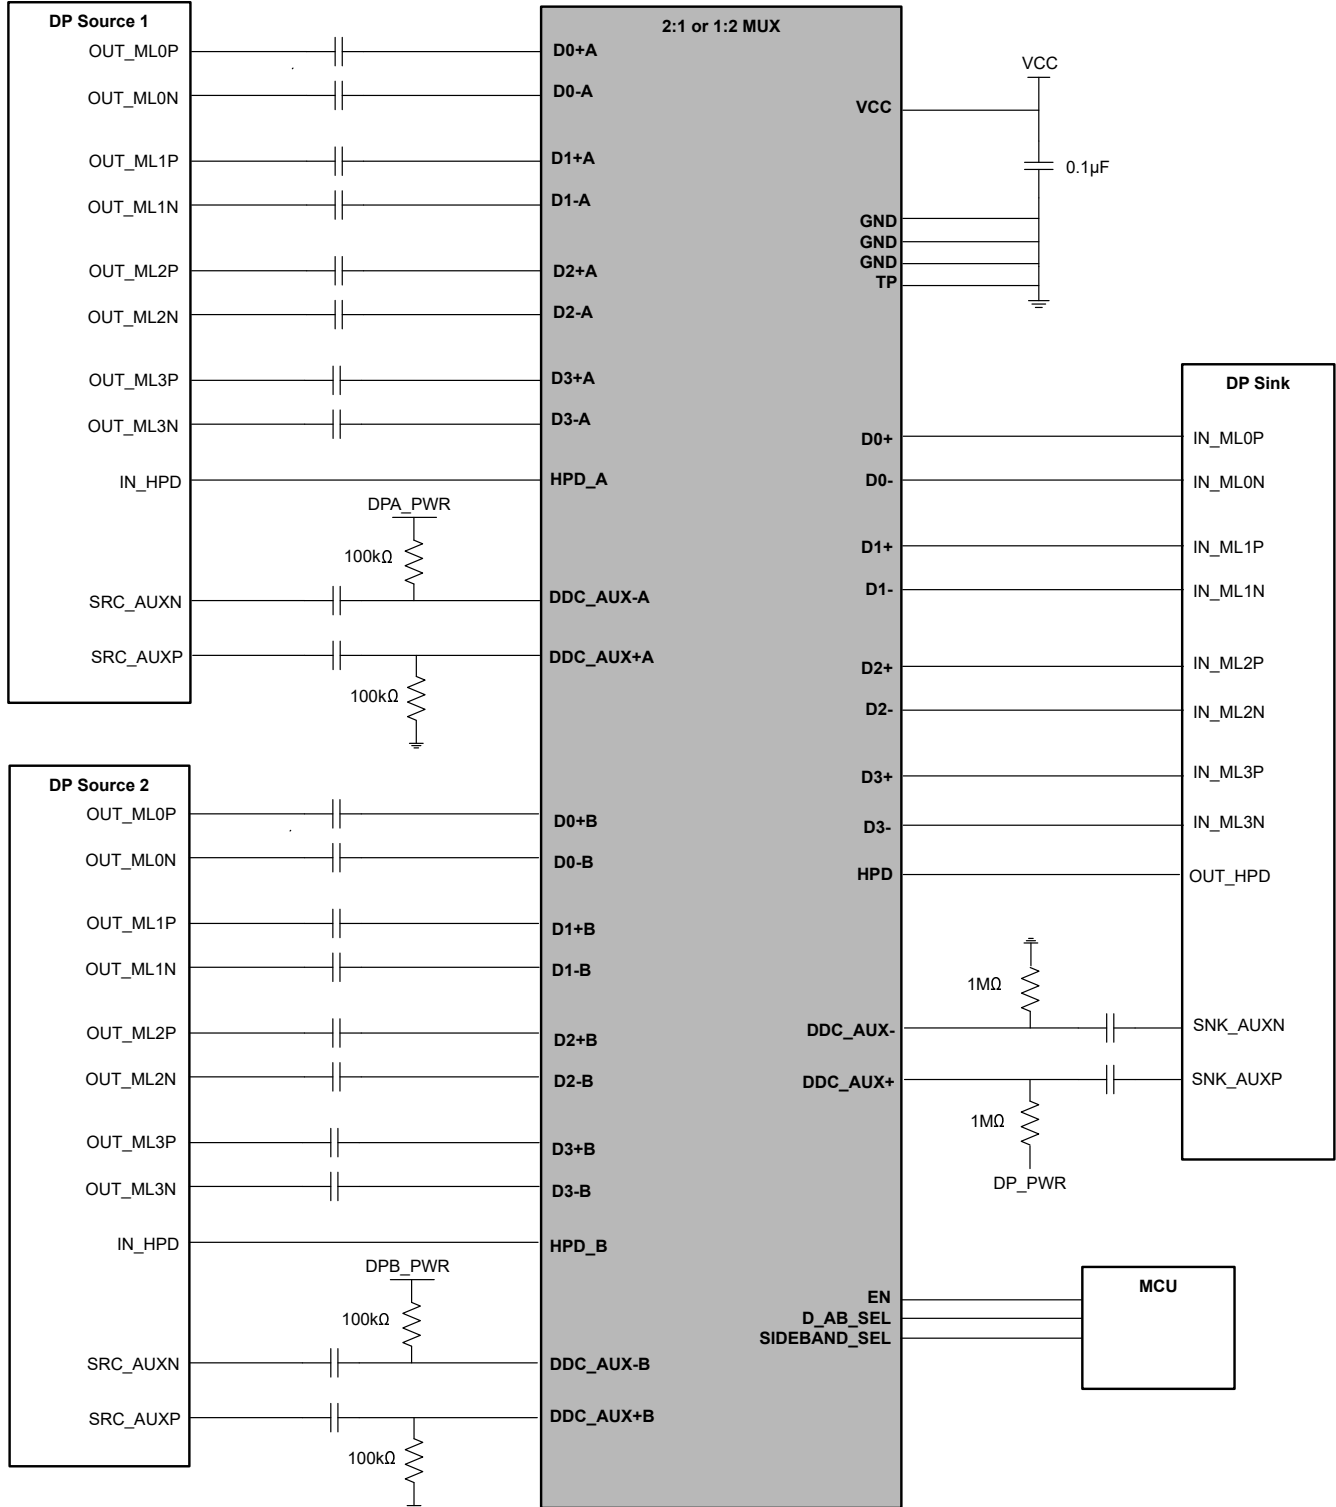 DP Source 1
OUT_ML0P
OUT_ML0N
OUT_ML1P
OUT_ML1N
OUT_ML2P
OUT_ML2N
OUT_ML3P
OUT_ML3N
IN_HPD
SRC_AUXN
SRC_AUXP
DPA_PWR
100kΩ
100kΩ
DP Source 2
OUT_ML0P
OUT_ML0N
OUT_ML1P
OUT_ML1N
OUT_ML2P
OUT_ML2N
OUT_ML3P
OUT_ML3N
IN_HPD
SRC_AUXN
SRC_AUXP
DPB_PWR
100kΩ
100kΩ
2:1 or 1:2 MUX
D0+A
D0-A
D1+A
D1-A
D2+A
D2-A
D3+A
D3-A
HPD_A
DDC_AUX-A
DDC_AUX+A
D0+B
D0-B
D1+B
D1-B
D2+B
D2-B
D3+B
D3-B
HPD_B
DDC_AUX-B
DDC_AUX+B
VCC
GND
GND
GND
TP
D0+
D0-
D1+
D1-
D2+
D2-
D3+
D3-
HPD
DDC_AUX-
DDC_AUX+
EN
D_AB_SEL
SIDEBAND_SEL
VCC
0.1µF
1MΩ
1MΩ
DP_PWR
DP Sink
IN_ML0P
IN_ML0N
IN_ML1P
IN_ML1N
IN_ML2P
IN_ML2N
IN_ML3P
IN_ML3N
OUT_HPD
SNK_AUXN
SNK_AUXP
MCU